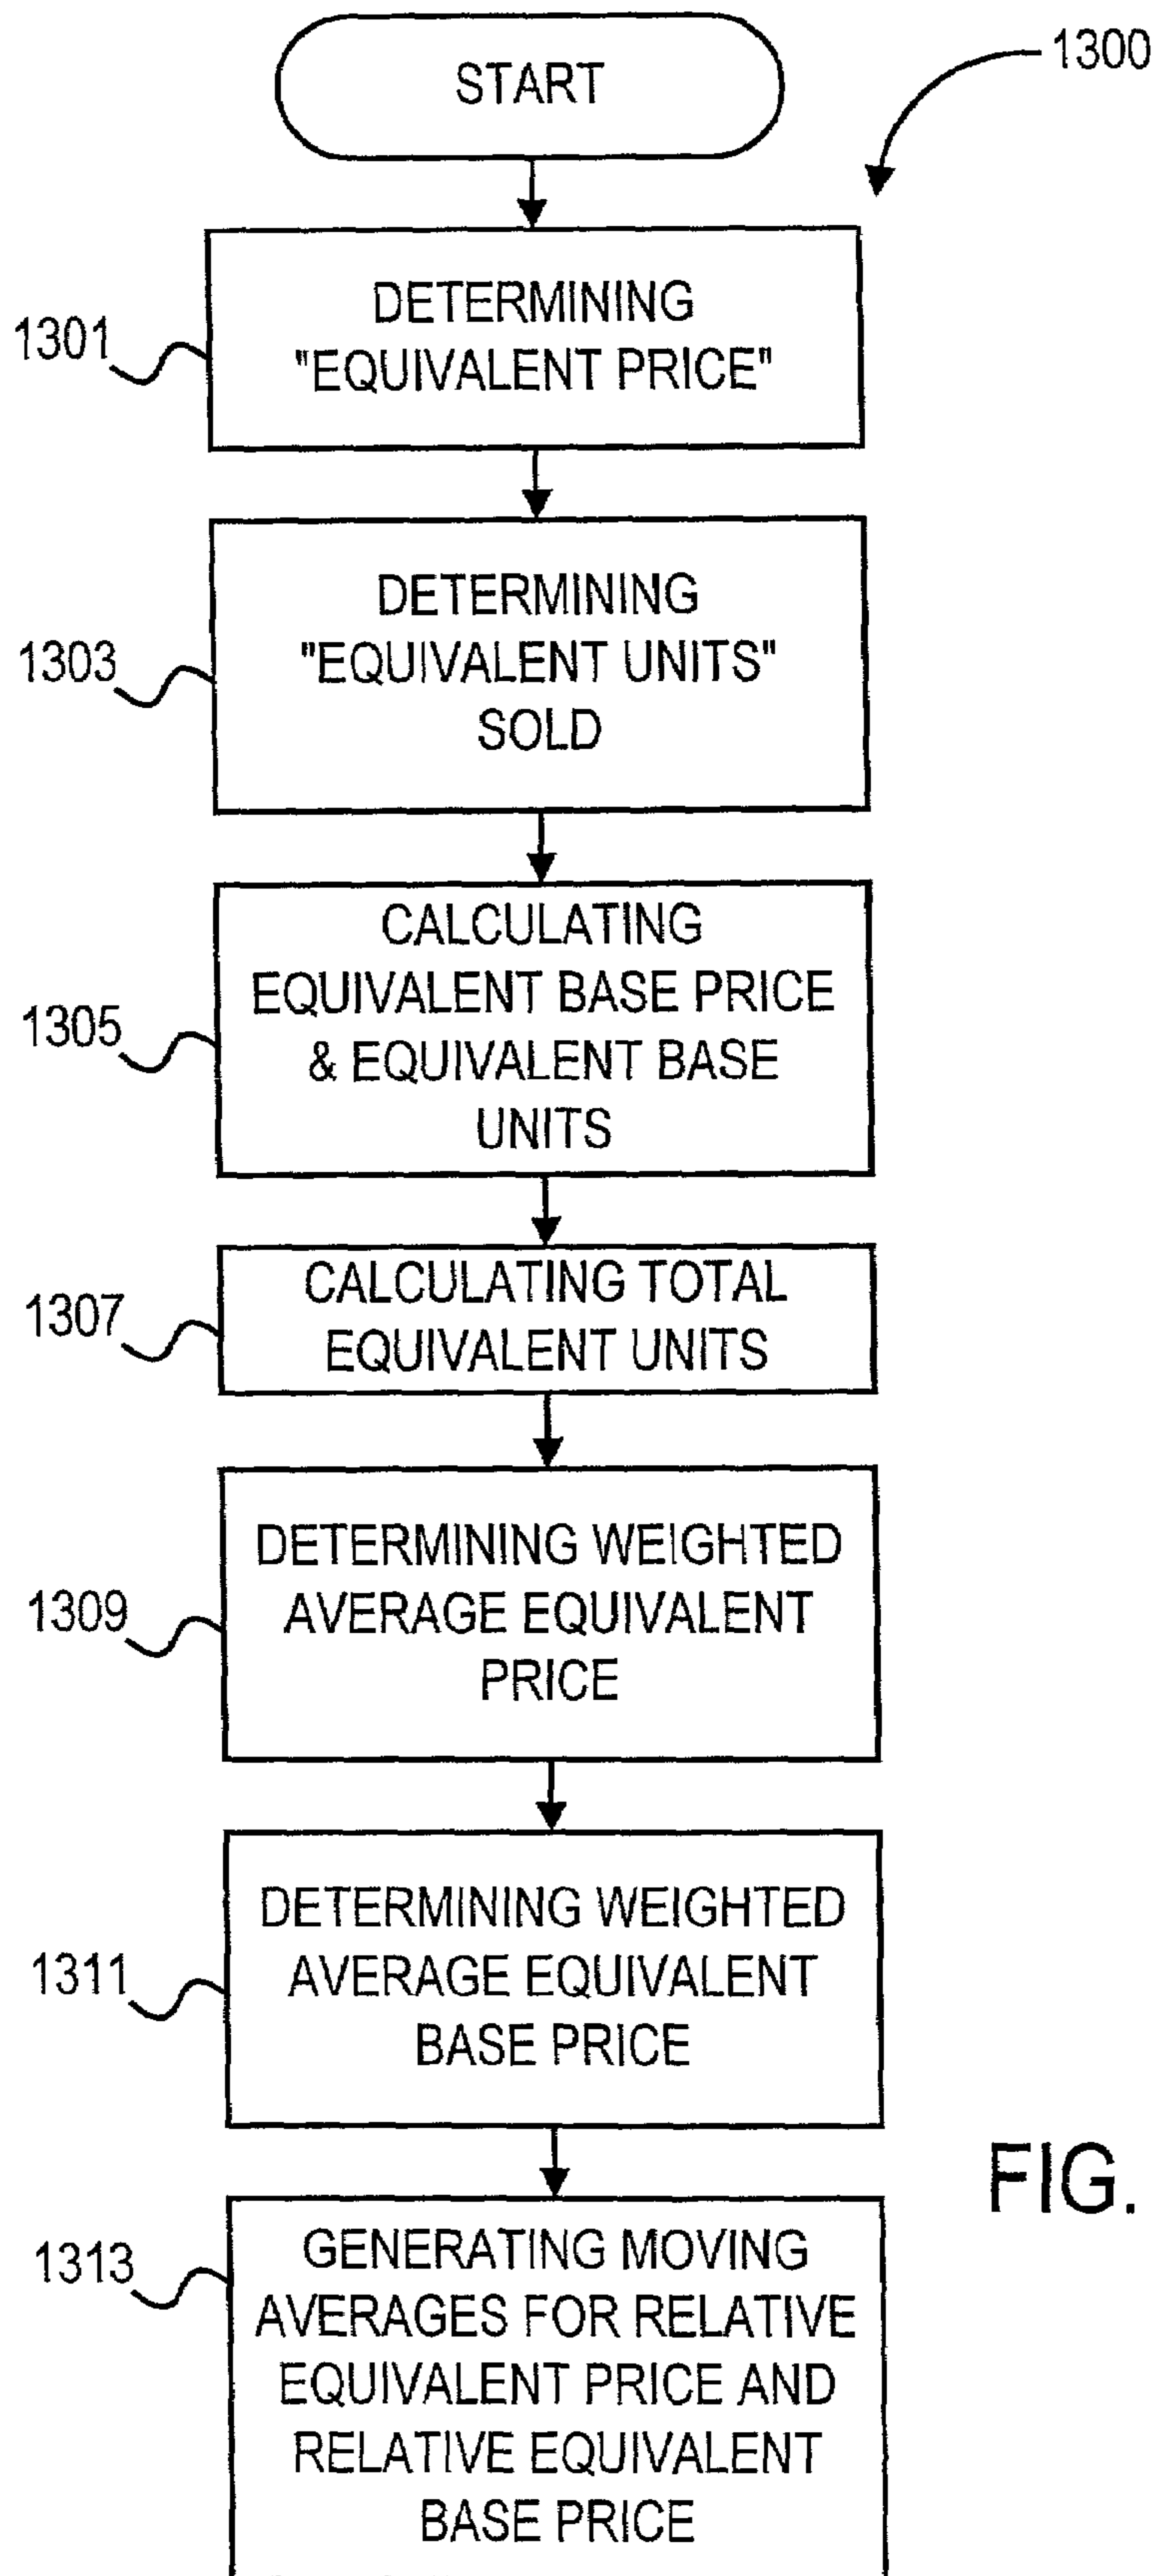 START
1300
1301
DETERMINING
"EQUIVALENT PRICE"
1303
DETERMINING
"EQUIVALENT UNITS"
SOLD
1305
CALCULATING
EQUIVALENT BASE PRICE
& EQUIVALENT BASE
UNITS
1307
CALCULATING TOTAL
EQUIVALENT UNITS
1309
DETERMINING WEIGHTED
AVERAGE EQUIVALENT
PRICE
1311
DETERMINING WEIGHTED
AVERAGE EQUIVALENT
BASE PRICE
FIG.
1313
GENERATING MOVING
AVERAGES FOR RELATIVE
EQUIVALENT PRICE AND
RELATIVE EQUIVALENT
BASE PRICE